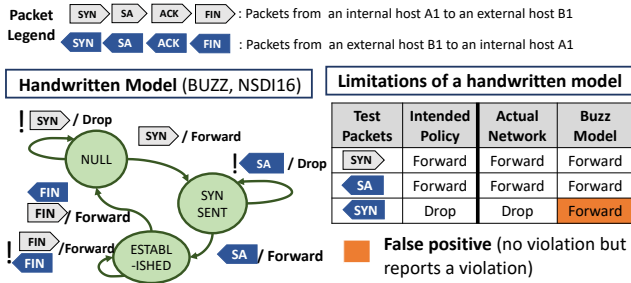 Packet Legend
SYN SA ACK FIN : Packets from an internal host A1 to an external host B1
SYN SA ACK FIN : Packets from an external host B1 to an internal host A1
Handwritten Model (BUZZ, NSDI16)
! SYN / Drop
SYN / Forward
NULL
! SA / Drop
FIN
FIN / Forward
SYN SENT
! FIN /Forward
FIN
ESTABL
-ISHED
SA / Forward
Limitations of a handwritten model
Test Packets Intended Policy Actual Network Buzz Model
SYN Forward Forward Forward
SA Forward Forward Forward
SYN Drop Drop Forward
False positive (no violation but
reports a violation)